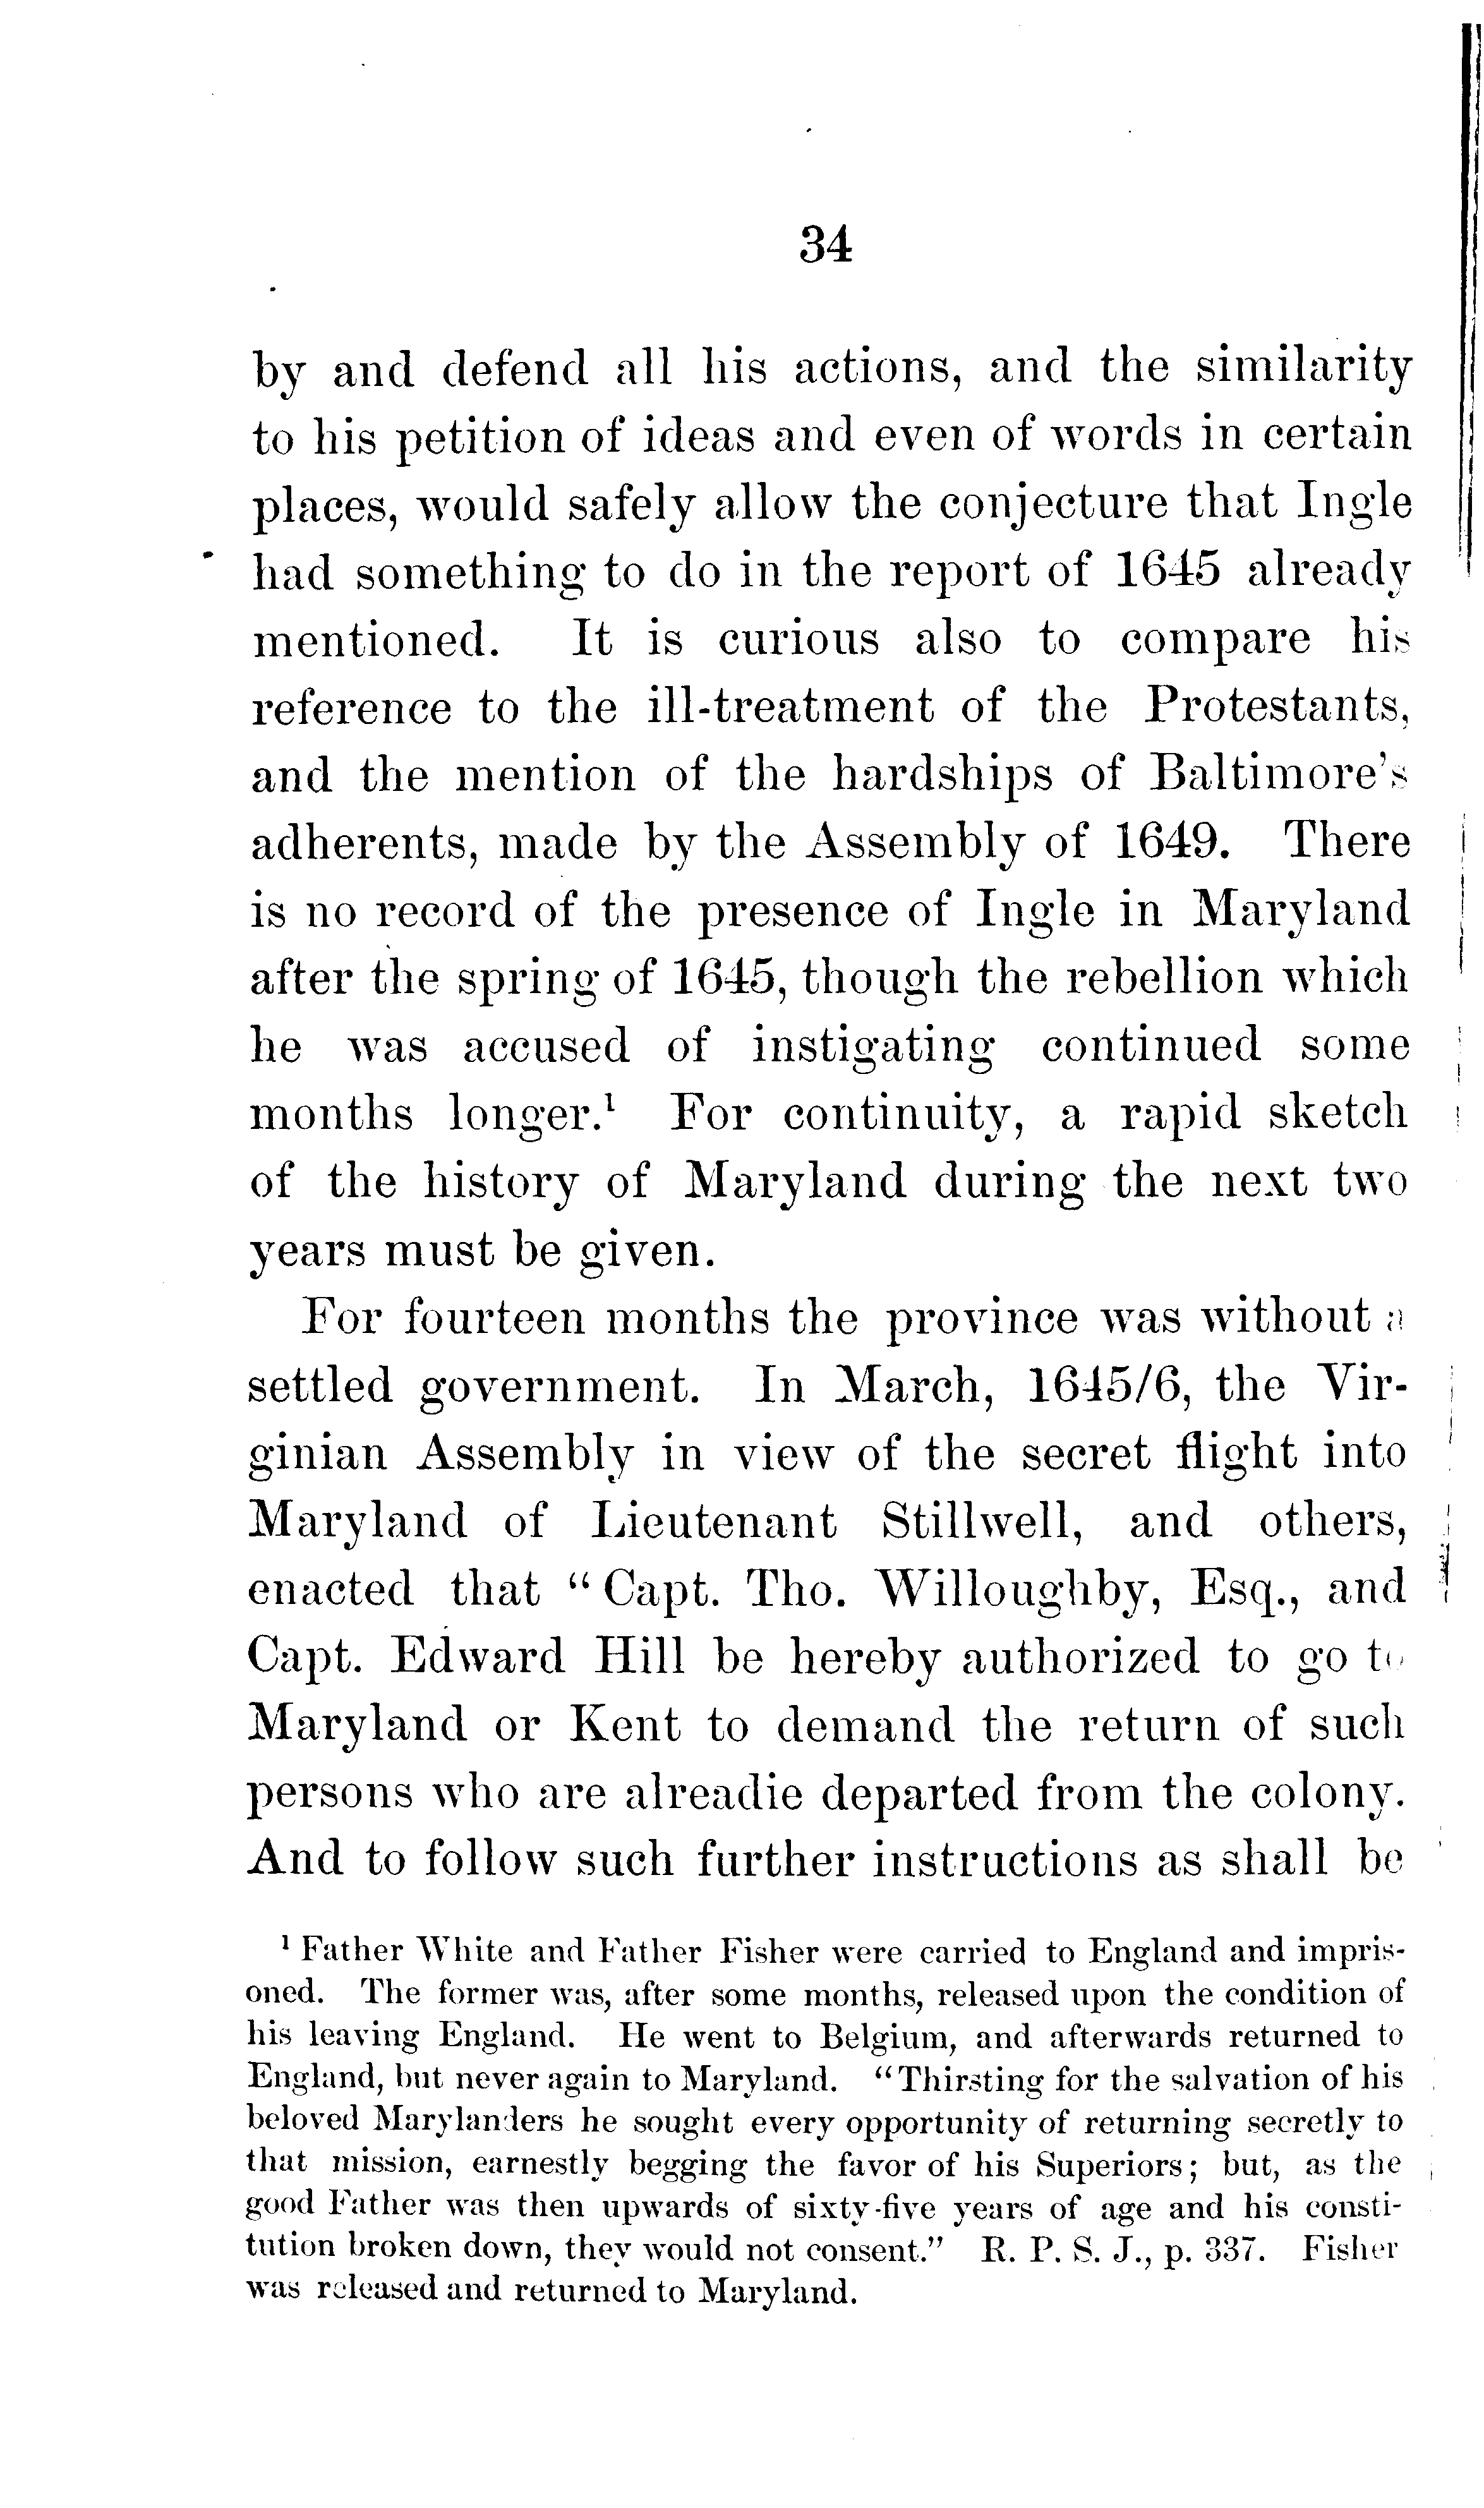 34
by and defend all his actions, and the similarity
to his petition of ideas and even of words in certain
places, would safely allow the conjecture that Ingle
had something to do in the report of 1645 already
mentioned. It is curious also to compare his
reference to the ill-treatment of the Protestants,
and the mention of the hardships of Baltimore's
adherents, made by the Assembly of 1649. There
is no record of the presence of Ingle in Maryland
after the spring of 1645, though the rebellion which
he was accused of instigating continued some
months longer.¹ For continuity, a rapid sketch
of the history of Maryland during the next two
years must be given.
For fourteen months the province was without a
settled government. In March, 1645/6, the Vir-
ginian Assembly in view of the secret flight into
Maryland of Lieutenant Stillwell, and others,
enacted that "Capt. Tho. Willoughby, Esq., and
Capt. Edward Hill be hereby authorized to go to
Maryland or Kent to demand the return of such
persons who are alreadie departed from the colony.
And to follow such further instructions as shall be
¹ Father White and Father Fisher were carried to England and impris-
oned. The former was, after some months, released upon the condition of
his leaving England. He went to Belgium, and afterwards returned to
England, but never again to Maryland. "Thirsting for the salvation of his
beloved Marylanders he sought every opportunity of returning secretly to
that mission, earnestly begging the favor of his Superiors; but, as the
good Father was then upwards of sixty-five years of age and his consti-
tution broken down, they would not consent." R. P. S. J., p. 337. Fisher
was released and returned to Maryland.